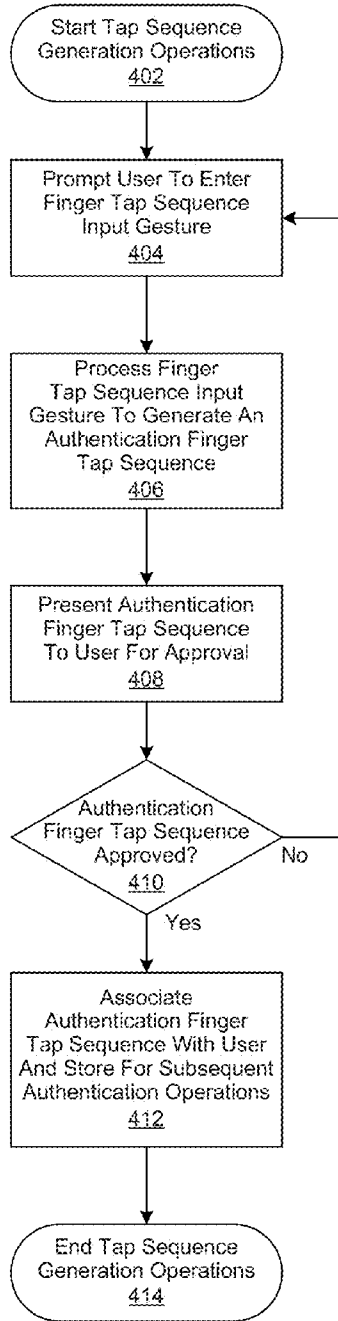 Start Tap Sequence
Generation Operations
402
Prompt User To Enter
Finger Tap Sequence
Input Gesture
404
Process Finger
Tap Sequence Input
Gesture To Generate An
Authentication Finger
Tap Sequence
406
Present Authentication
Finger Tap Sequence
To User For Approval
408
Authentication
Finger Tap Sequence
Approved?
410
No
Yes
Associate
Authentication Finger
Tap Sequence With User
And Store For Subsequent
Authentication Operations
412
End Tap Sequence
Generation Operations
414